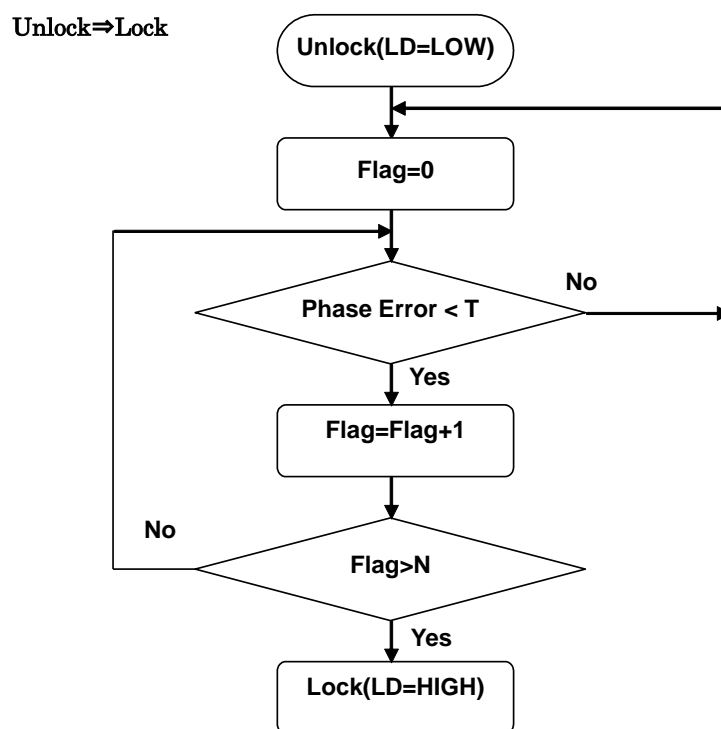 Unlock⇒Lock
Unlock(LD=LOW)
Flag=0
Phase Error < T
No
Yes
Flag=Flag+1
No
Flag>N
Yes
Lock(LD=HIGH)